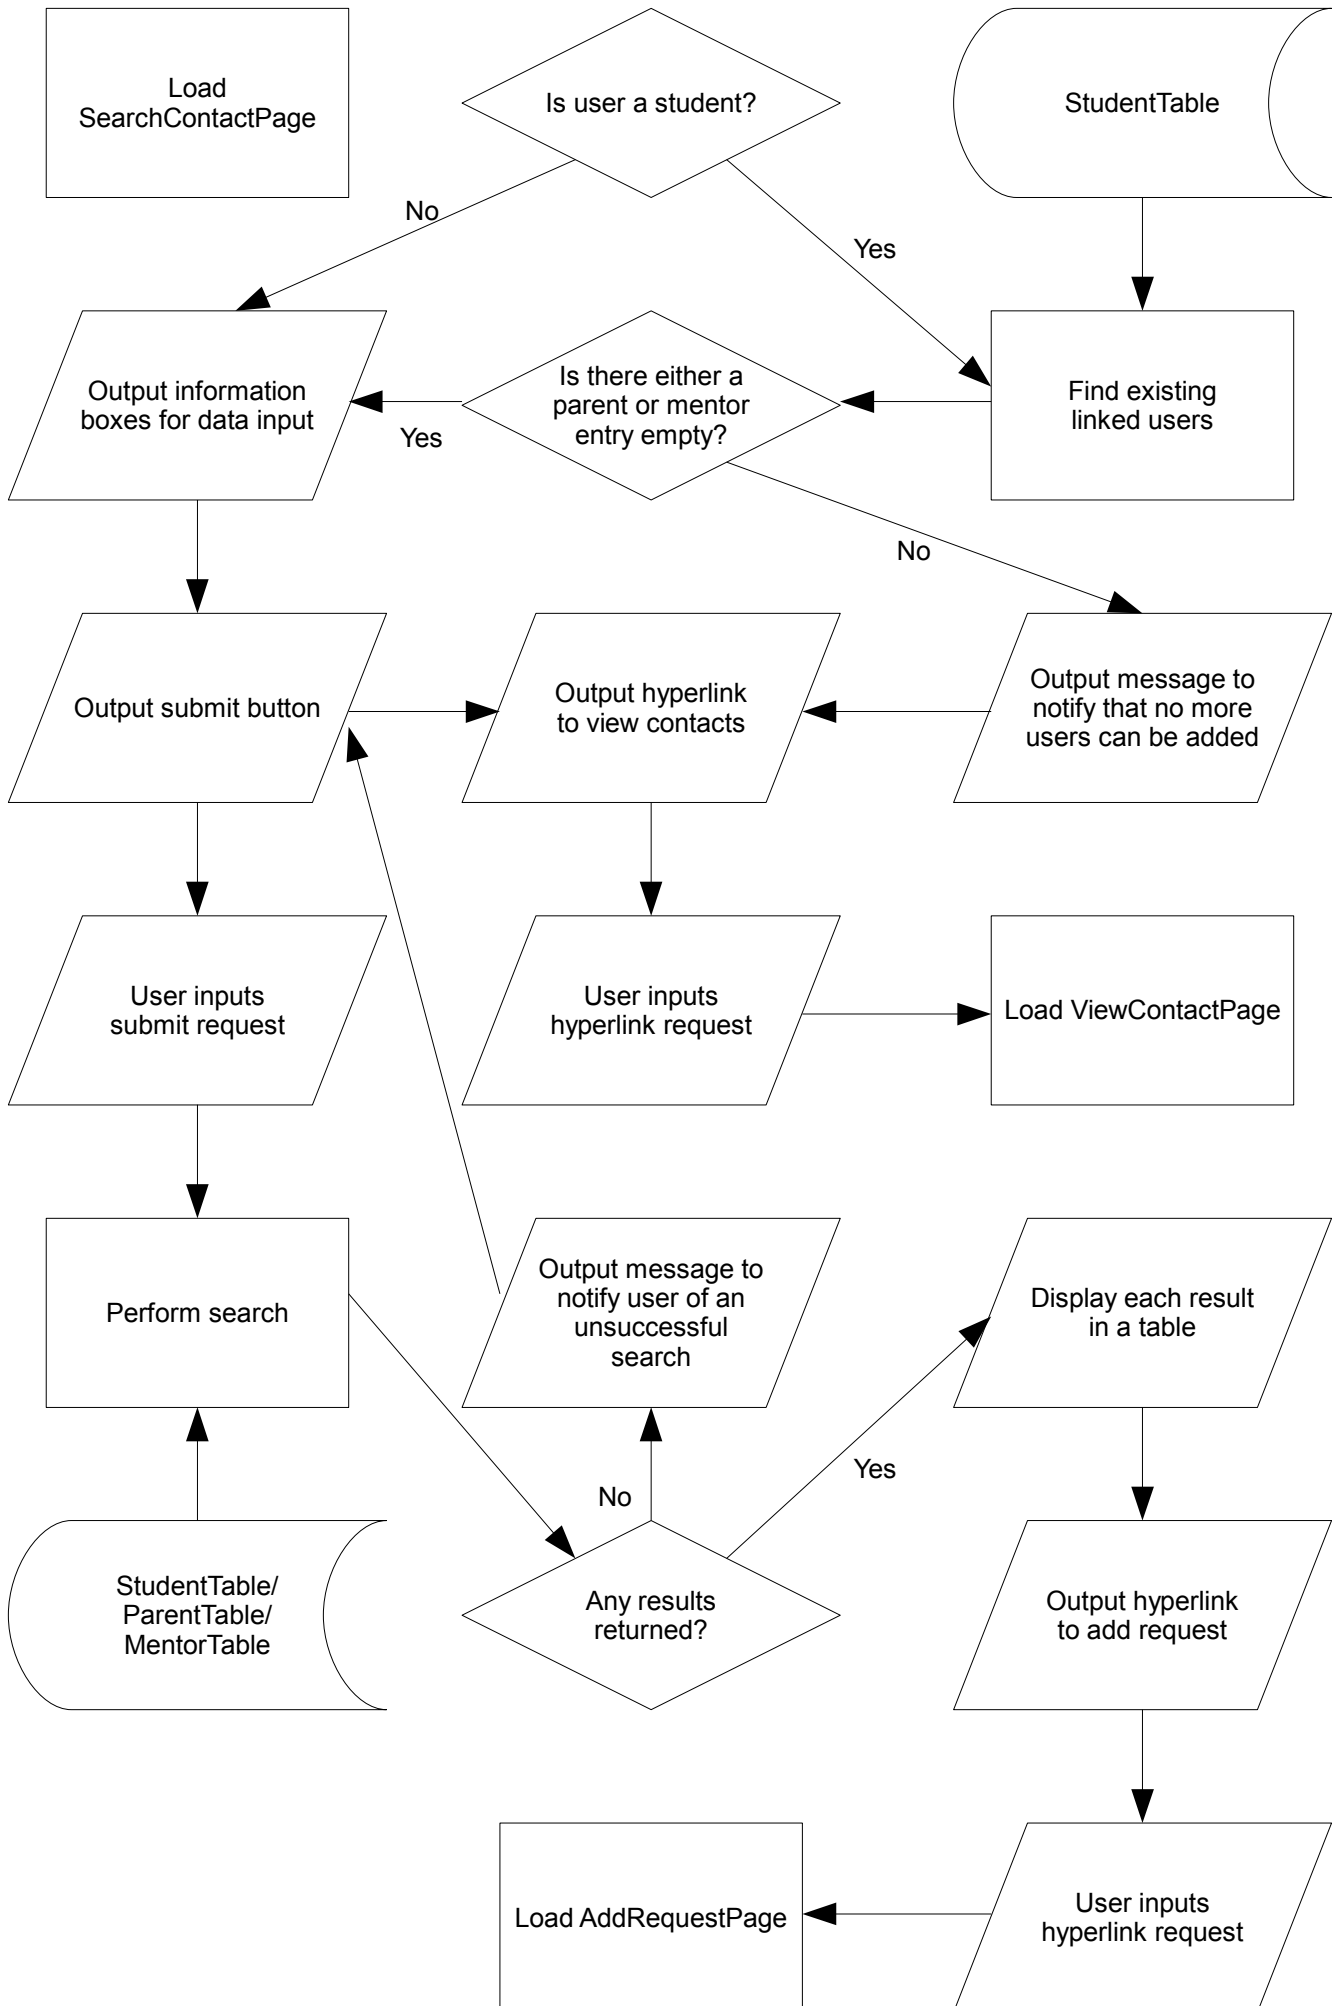 Load
SearchContactPage
Is user a student?
StudentTable
No
Yes
Output information
boxes for data input
Is there either a
parent or mentor
entry empty?
Find existing
linked users
Yes
No
Output submit button
Output hyperlink
to view contacts
Output message to
notify that no more
users can be added
User inputs
submit request
User inputs
hyperlink request
Load ViewContactPage
Perform search
Output message to
notify user of an
unsuccessful
search
Display each result
in a table
No
Yes
StudentTable/
ParentTable/
MentorTable
Any results
returned?
Output hyperlink
to add request
Load AddRequestPage
User inputs
hyperlink request